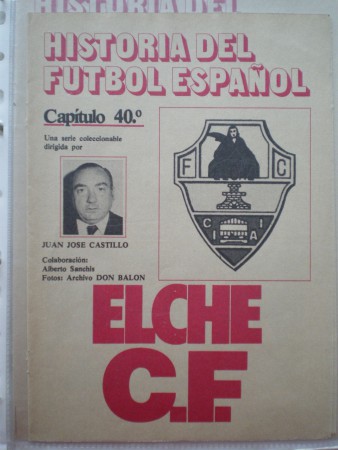 HISTORIA DEL
HISTORIA DEL
FUTBOL ESPAÑOL
Capítulo 40.º
Una serie coleccionable
dirigida por
F C
C I A
JUAN JOSE CASTILLO
Colaboración:
Alberto Sanchis
Fotos: Archivo DON BALON
ELCHE
C.F.